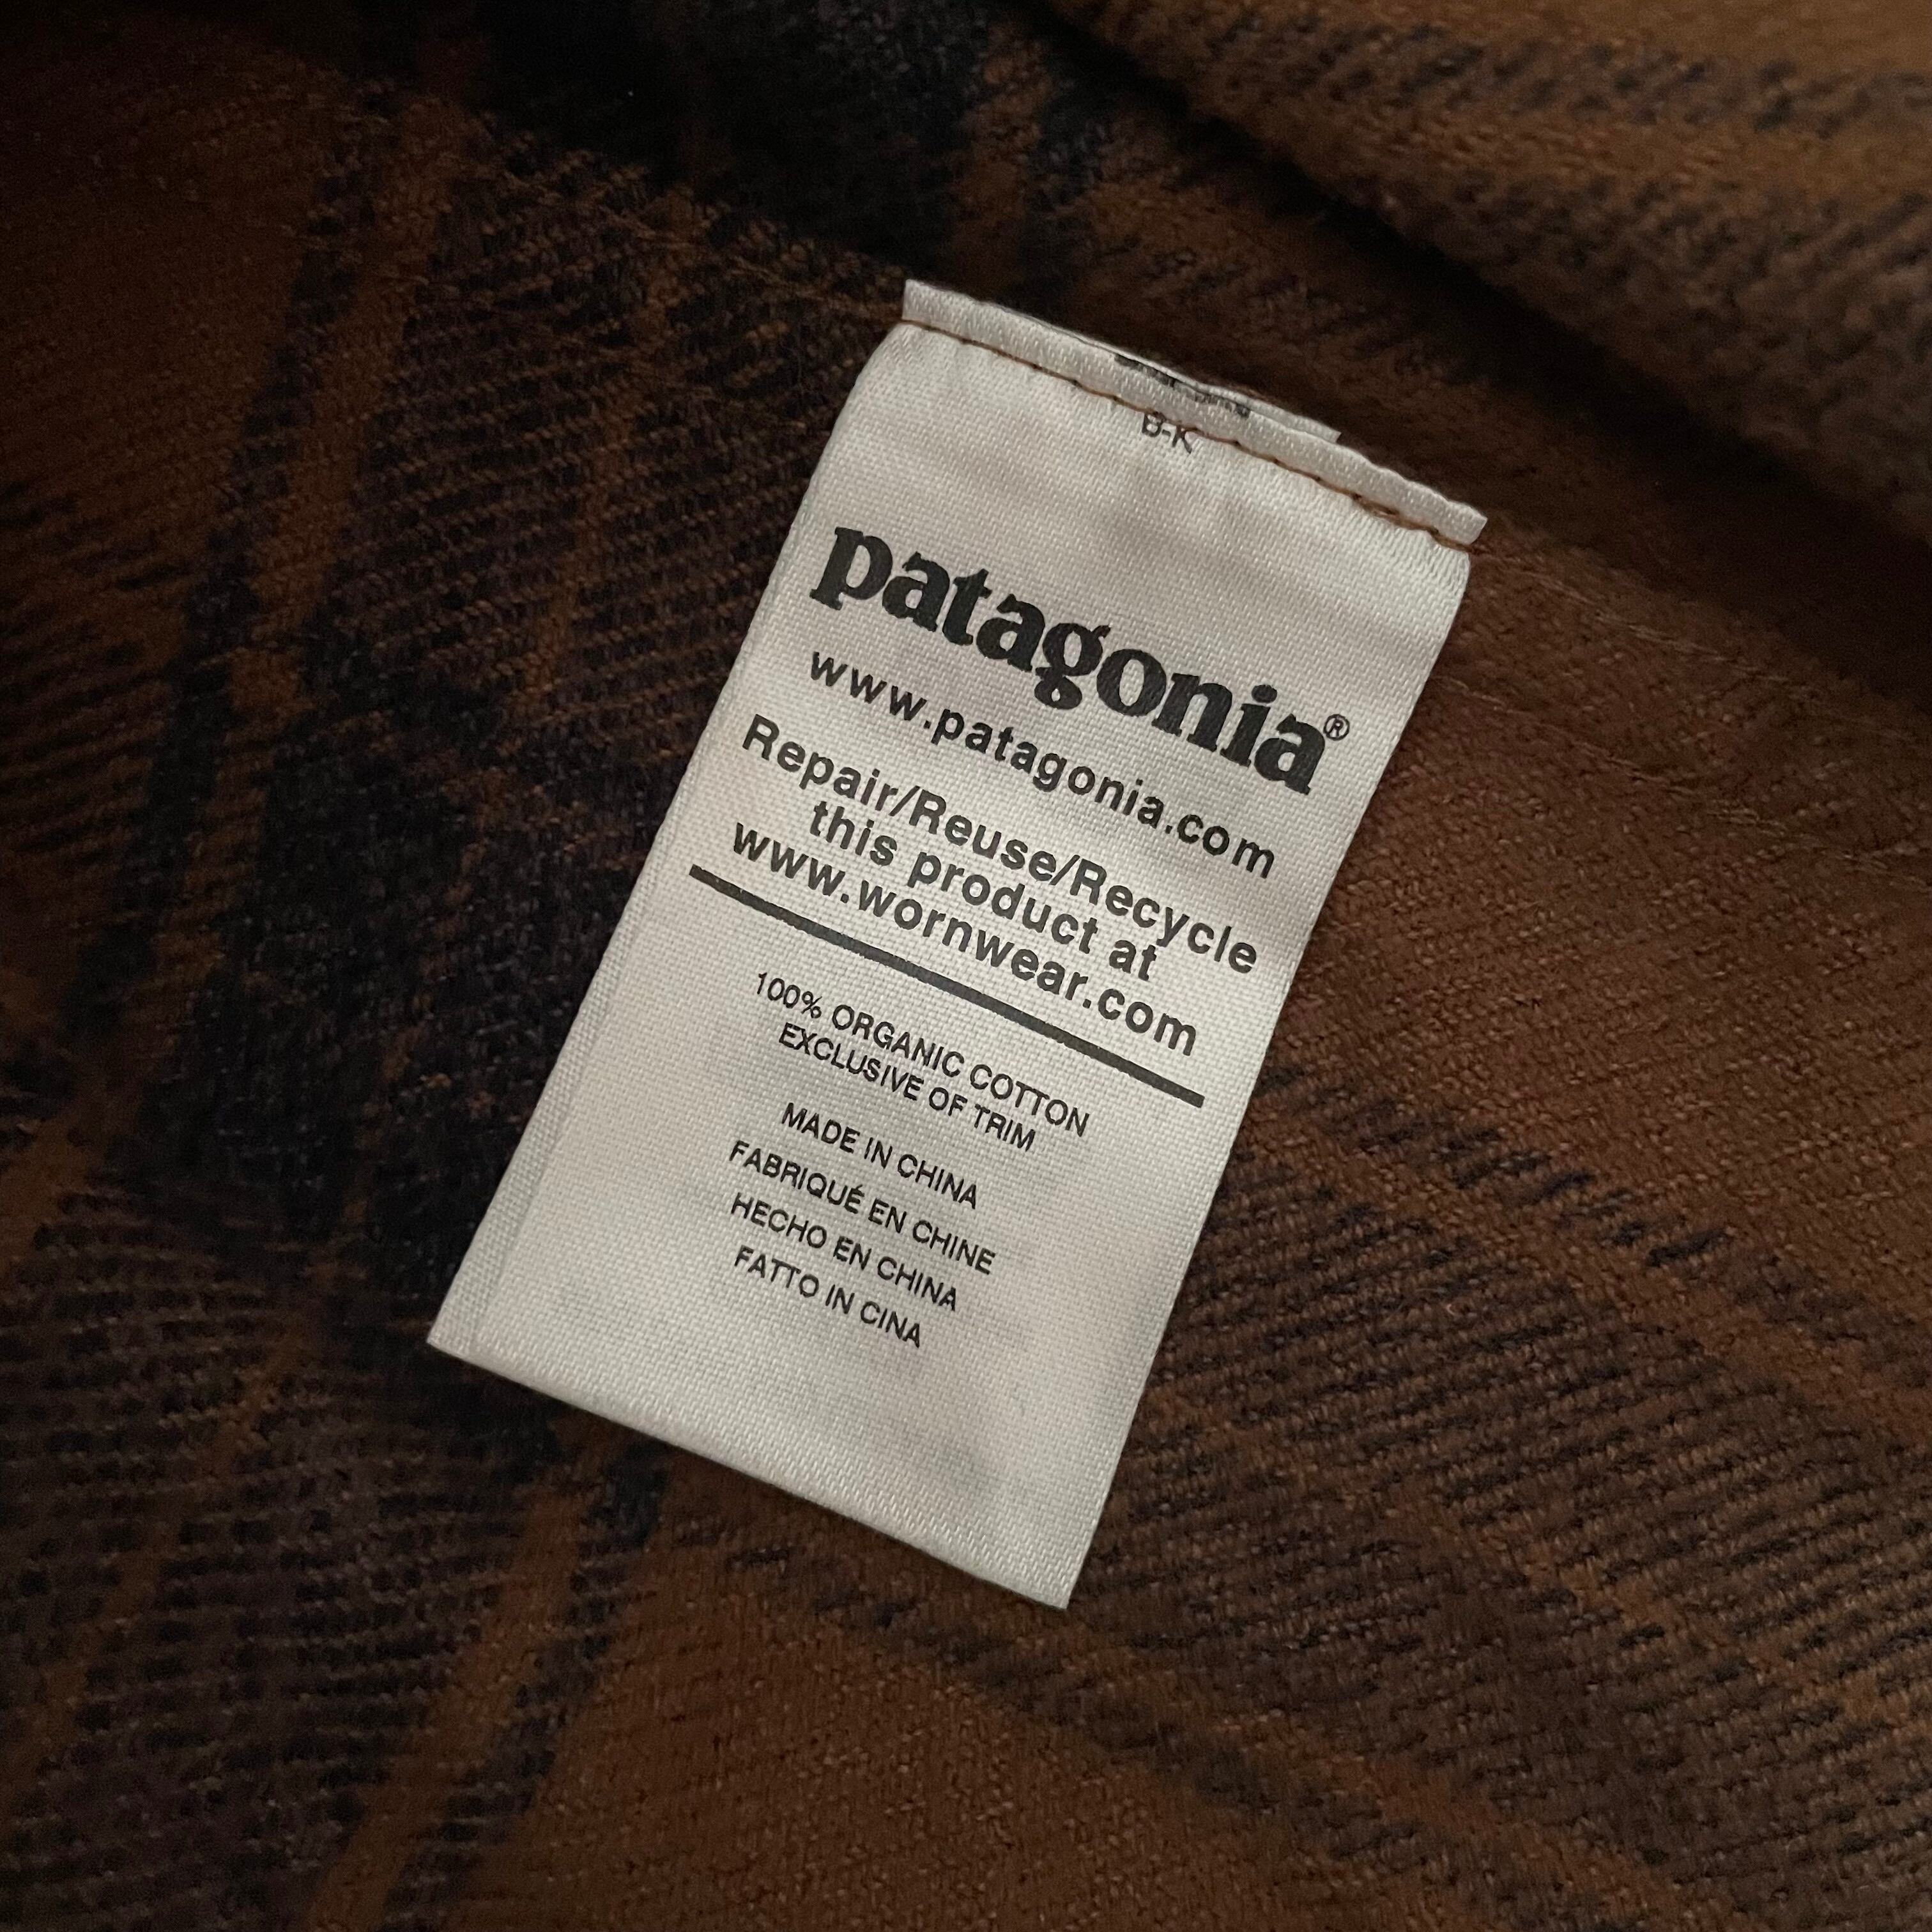 B-K
patagonia®
www.patagonia.com
Repair/Reuse/Recycle
this product at
www.wornwear.com
100% ORGANIC COTTON
EXCLUSIVE OF TRIM
MADE IN CHINA
FABRIQUÉ EN CHINE
HECHO EN CHINA
FATTO IN CINA